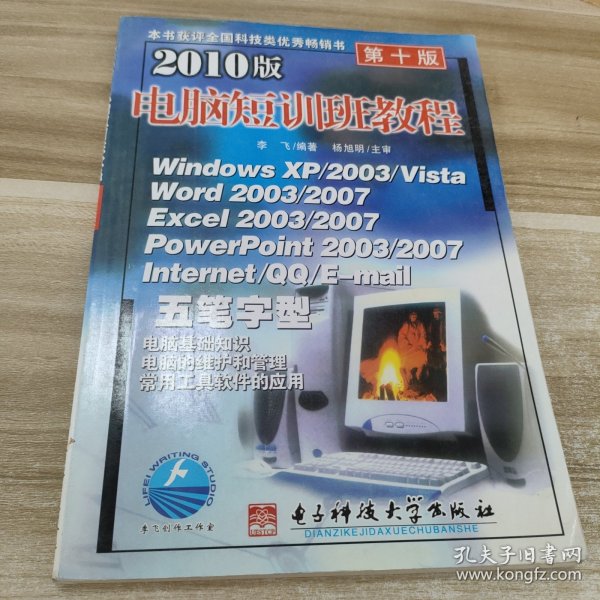 本书获评全国科技类优秀畅销书
第十版
2010版
电脑短训班教程
李 飞/编著 杨旭明/主审
Windows XP/2003/Vista
Word 2003/2007
Excel 2003/2007
PowerPoint 2003/2007
Internet/QQ/E-mail
五笔字型
电脑基础知识
电脑的维护和管理
常用工具软件的应用
LIFEI WRITING STUDIO
李飞创作工作室
UESTCP
电子科技大学出版社
DIANZIKEJIDAXUECHUBANSHE
孔夫子旧书网
www.kongfz.com